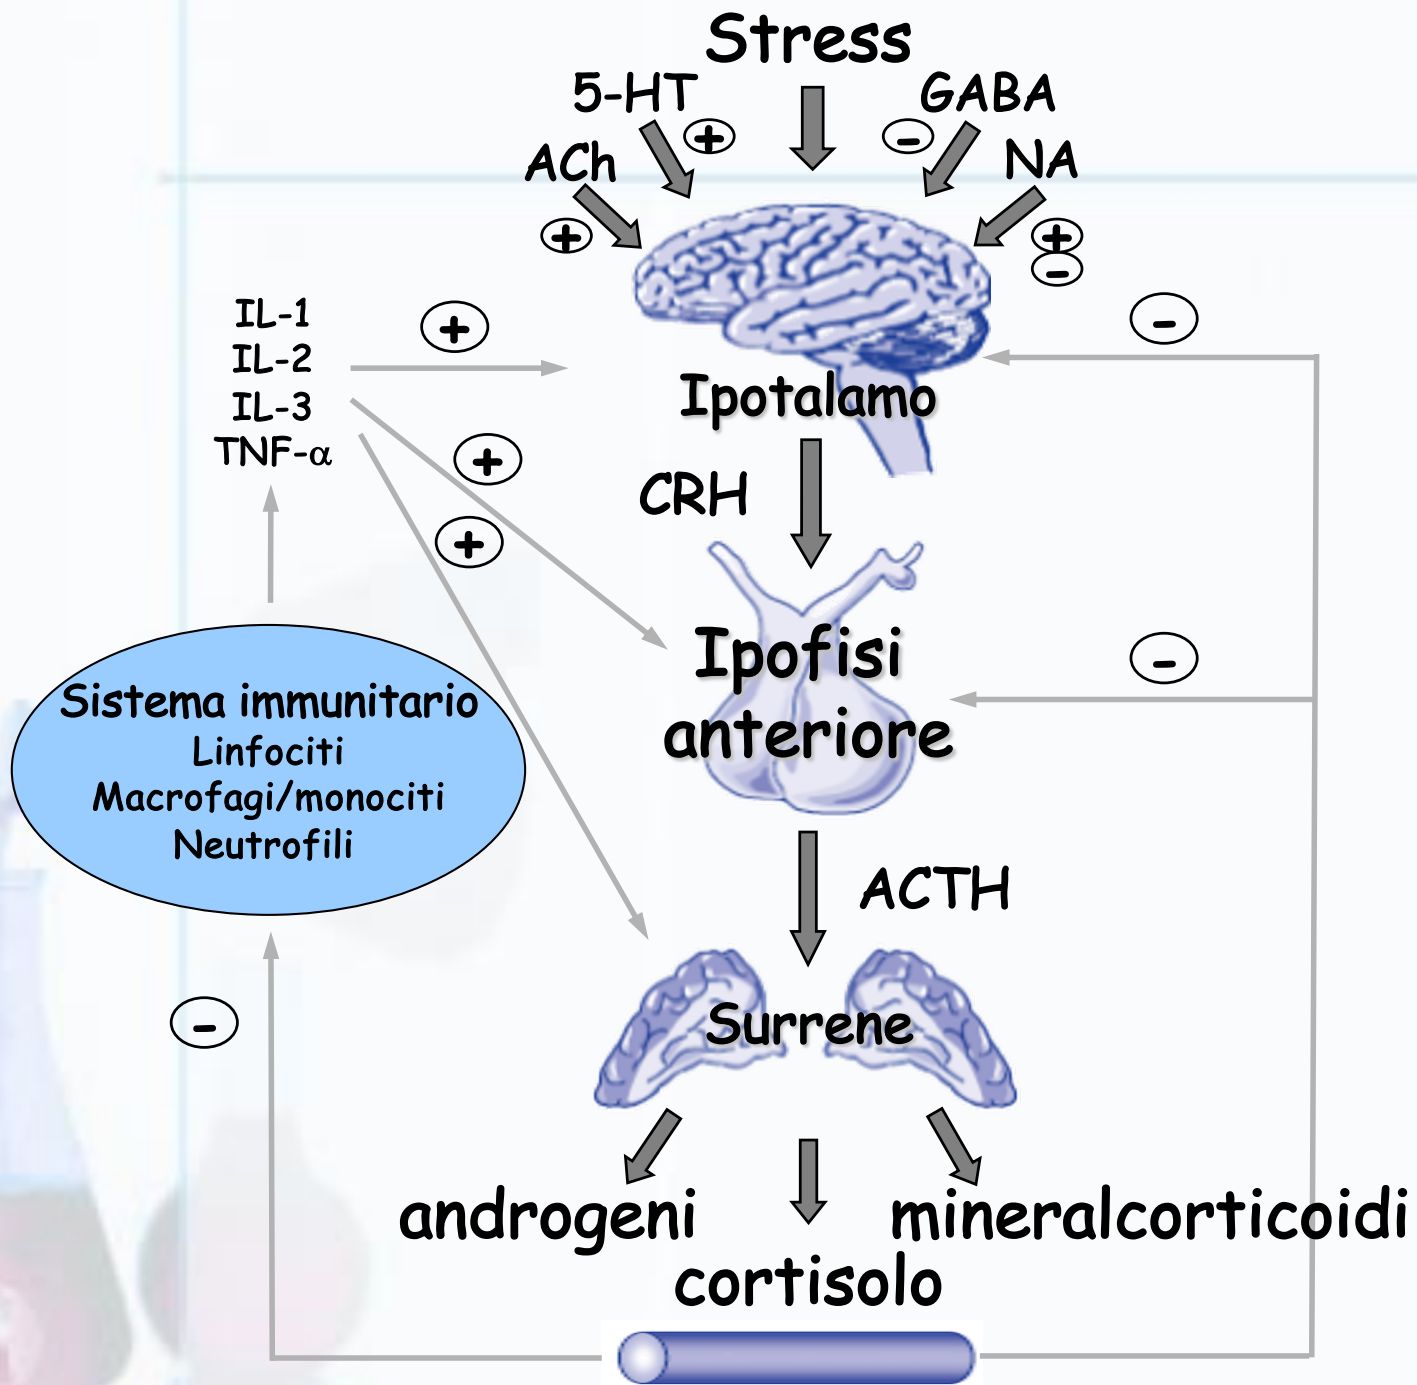 Stress
5-HT
GABA
+
-
ACh
NA
+
+
-
IL-1
IL-2
IL-3
TNF-α
+
-
Ipotalamo
+
CRH
+
Ipofisi
anteriore
-
Sistema immunitario
Linfociti
Macrofagi/monociti
Neutrofili
ACTH
-
Surrene
androgeni
mineralcorticoidi
cortisolo